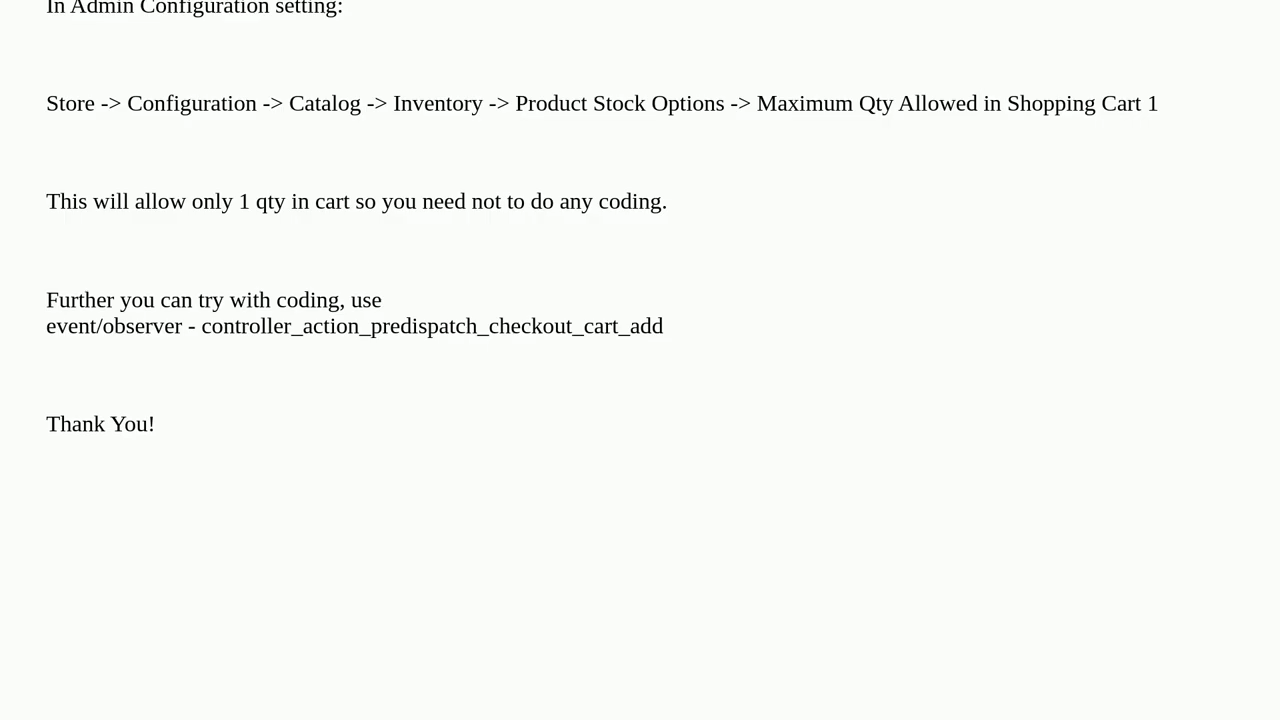 In Admin Configuration setting:
Store -> Configuration -> Catalog -> Inventory -> Product Stock Options -> Maximum Qty Allowed in Shopping Cart 1
This will allow only 1 qty in cart so you need not to do any coding.
Further you can try with coding, use
event/observer - controller_action_predispatch_checkout_cart_add
Thank You!